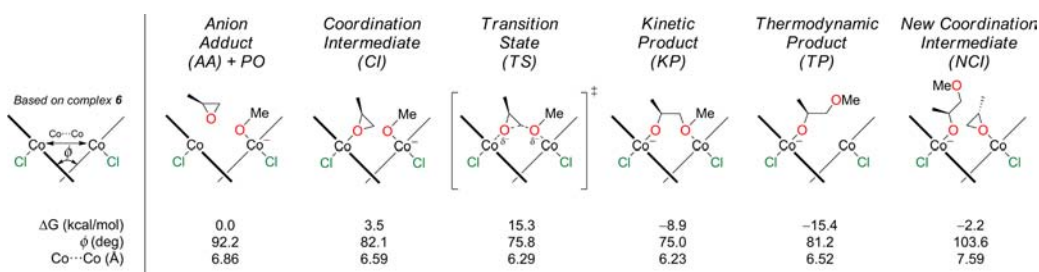 Anion
Adduct
(AA) + PO
Coordination
Intermediate
(CI)
Transition
State
(TS)
Kinetic
Product
(KP)
Thermodynamic
Product
(TP)
New Coordination
Intermediate
(NCI)
Based on complex 6
Co···Co
Co Co
ϕ
Cl Cl
O
O Me
Co Co −
Cl Cl
O O Me
Co Co −
Cl Cl
‡
O O Me
δ− δ−
Co Co
Cl Cl
O O Me
Co − Co
Cl Cl
OMe
O
Co − Co
Cl Cl
MeO
O O
Co − Co
Cl Cl
ΔG (kcal/mol) 0.0 3.5 15.3 −8.9 −15.4 −2.2
ϕ (deg) 92.2 82.1 75.8 75.0 81.2 103.6
Co···Co (Å) 6.86 6.59 6.29 6.23 6.52 7.59